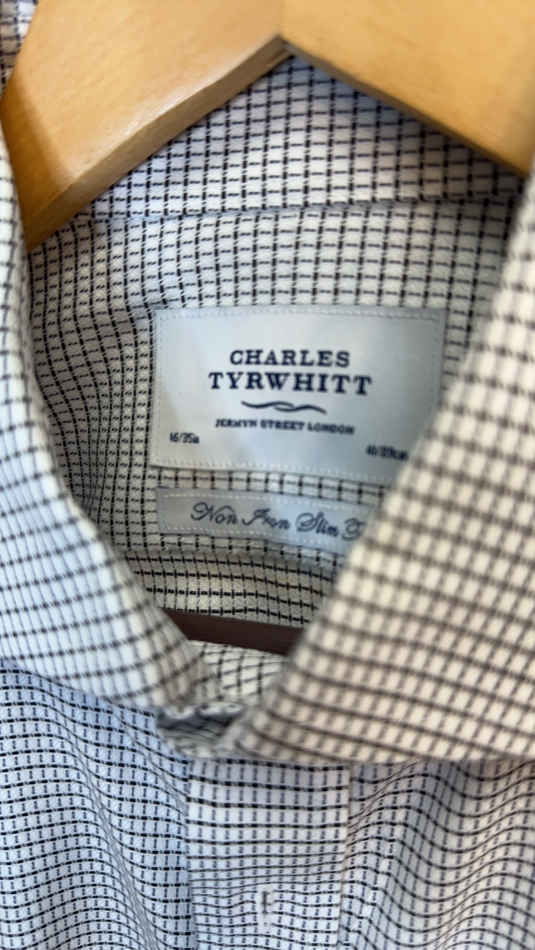 CHARLES
TYRWHITT
JERMYN STREET LONDON
16/35in
Non Iron Slim